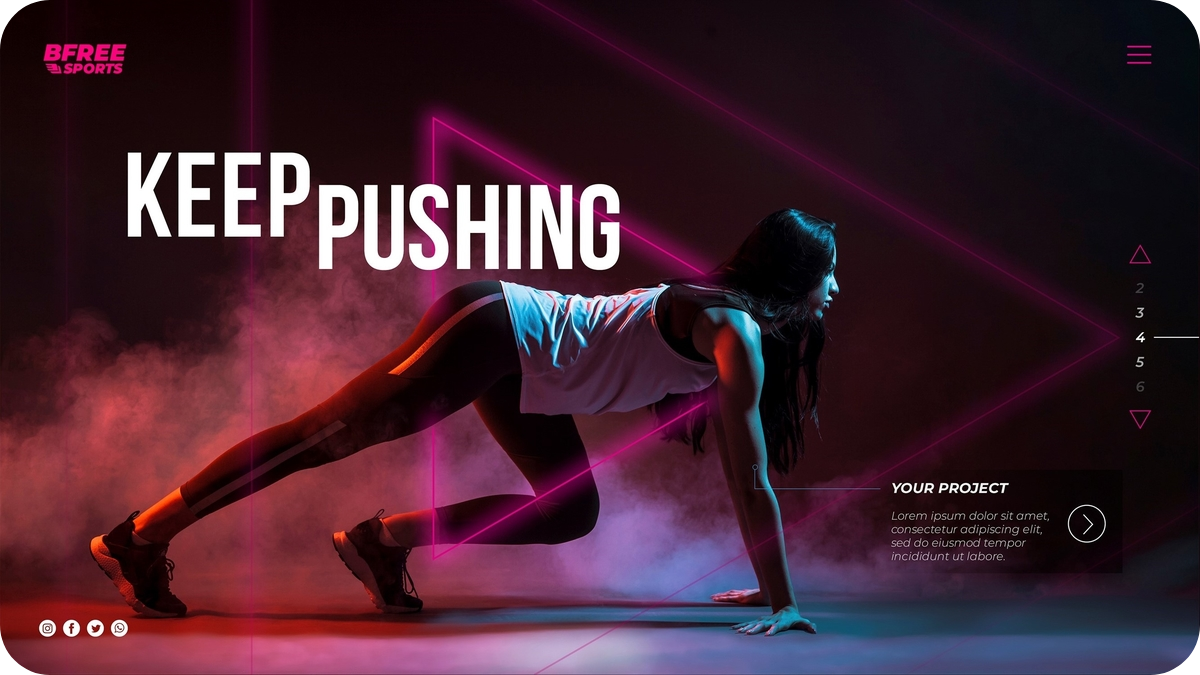 BFREE
SPORTS
KEEP
PUSHING
2
3
4
5
6
YOUR PROJECT
Lorem ipsum dolor sit amet,
consectetur adipiscing elit,
sed do eiusmod tempor
incididunt ut labore.